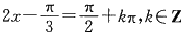 2x − π/3 = π/2 + kπ, k ∈ Z